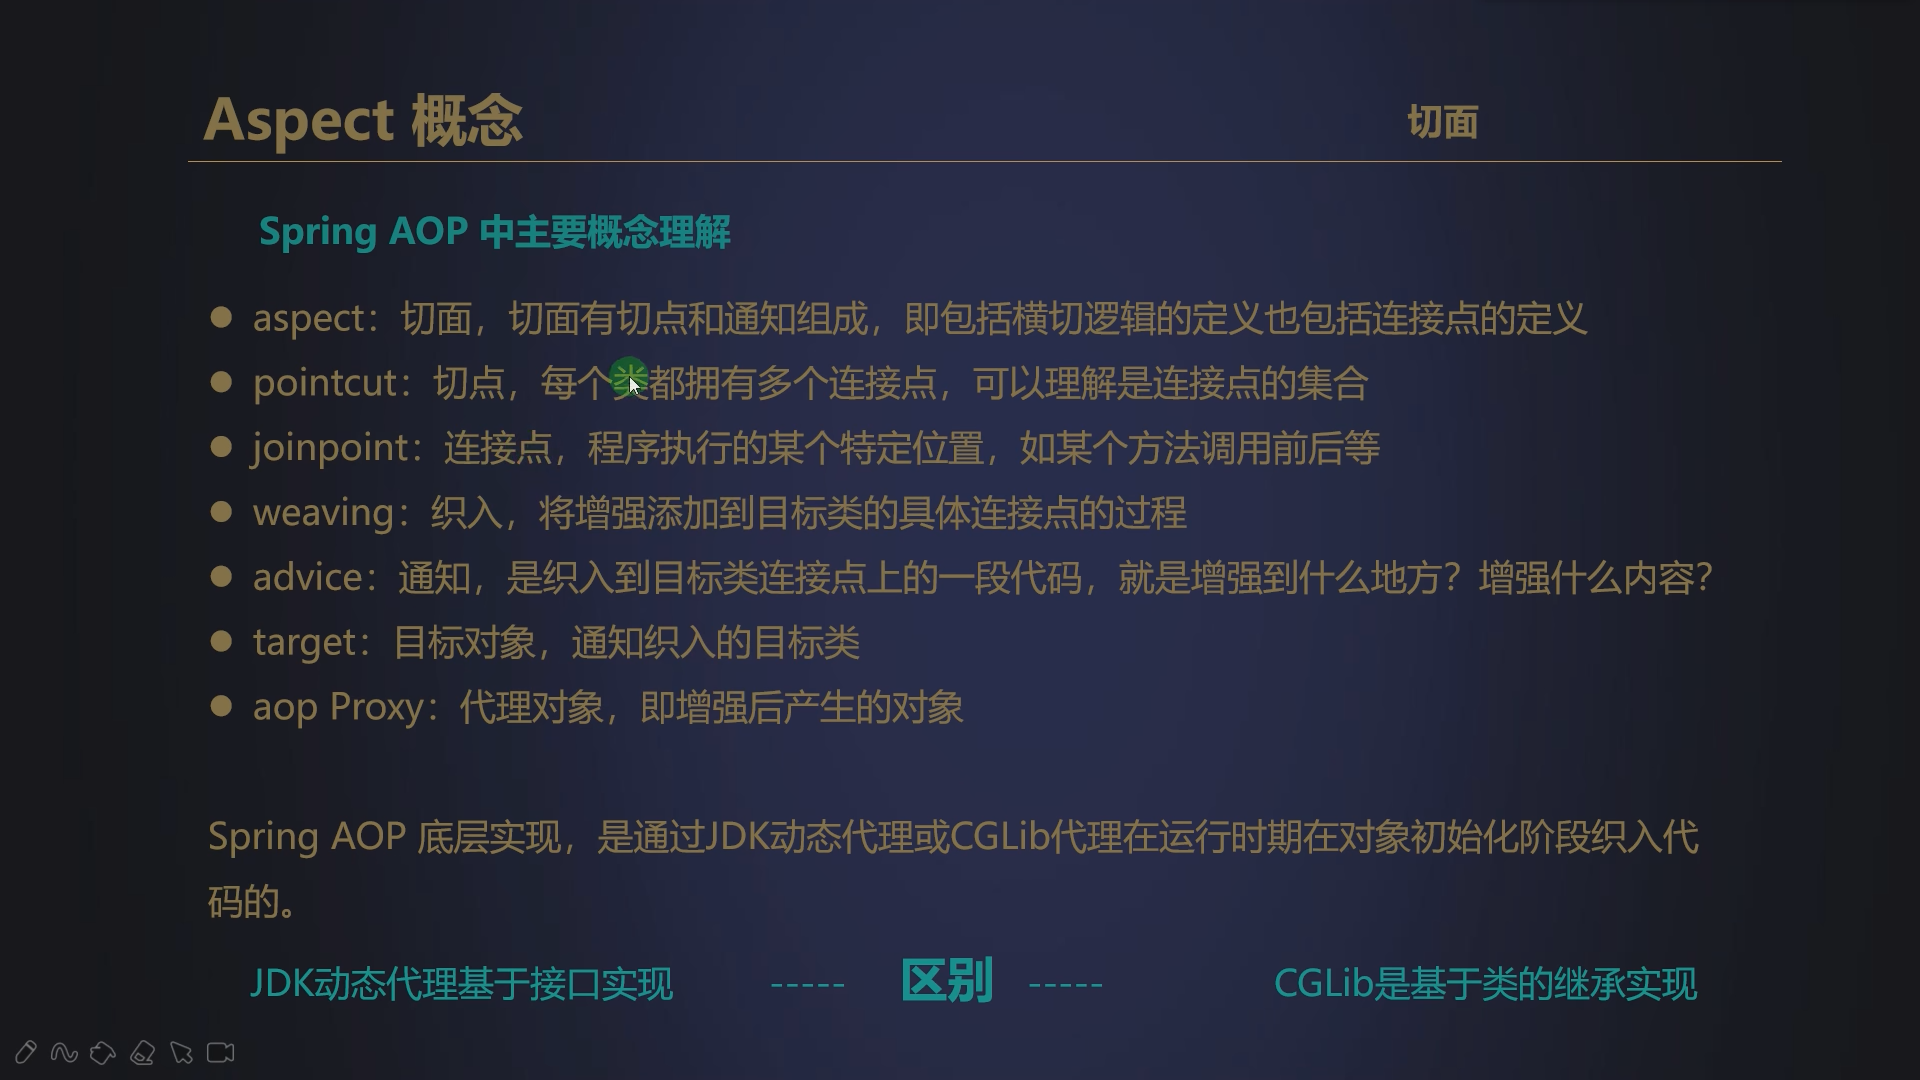 Aspect 概念
切面
Spring AOP 中主要概念理解
● aspect：切面，切面有切点和通知组成，即包括横切逻辑的定义也包括连接点的定义
● pointcut：切点，每个类都拥有多个连接点，可以理解是连接点的集合
● joinpoint：连接点，程序执行的某个特定位置，如某个方法调用前后等
● weaving：织入，将增强添加到目标类的具体连接点的过程
● advice：通知，是织入到目标类连接点上的一段代码，就是增强到什么地方？增强什么内容？
● target：目标对象，通知织入的目标类
● aop Proxy：代理对象，即增强后产生的对象
Spring AOP 底层实现，是通过JDK动态代理或CGLib代理在运行时期在对象初始化阶段织入代
码的。
JDK动态代理基于接口实现 ----- 区别 ----- CGLib是基于类的继承实现